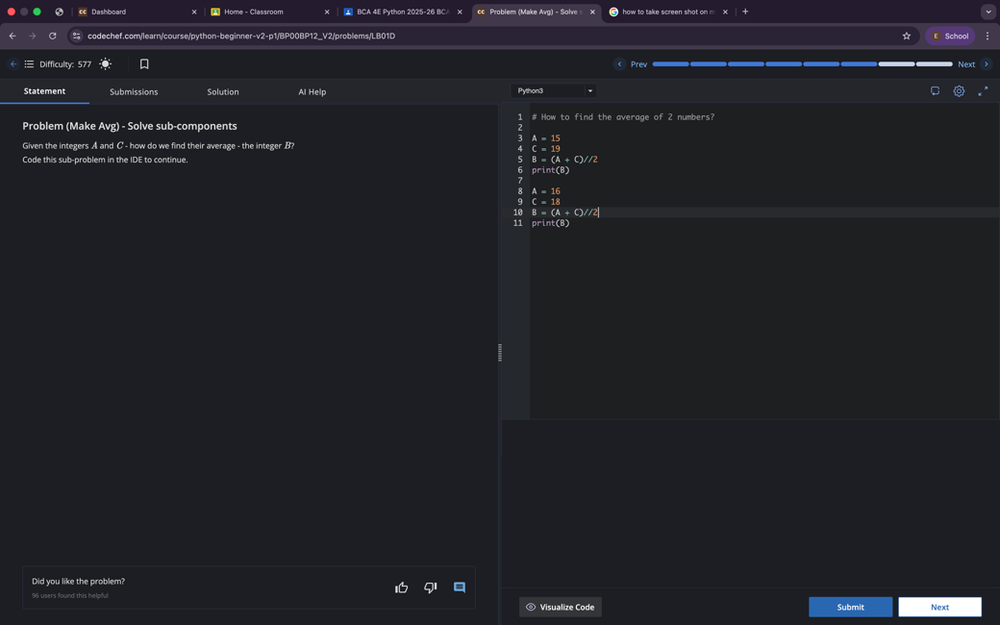 Dashboard
Home - Classroom
BCA 4E Python 2025-26 BCA
Problem (Make Avg) - Solve s
how to take screen shot on m
codechef.com/learn/course/python-beginner-v2-p1/BP00BP12_V2/problems/LB01D
E School
Difficulty: 577
Prev
Next
Statement
Submissions
Solution
AI Help
Problem (Make Avg) - Solve sub-components
Given the integers A and C - how do we find their average - the integer B?
Code this sub-problem in the IDE to continue.
Python3
1 # How to find the average of 2 numbers?
2
3 A = 15
4 C = 19
5 B = (A + C)//2
6 print(B)
7
8 A = 16
9 C = 18
10 B = (A + C)//2
11 print(B)
Did you like the problem?
96 users found this helpful
Visualize Code
Submit
Next